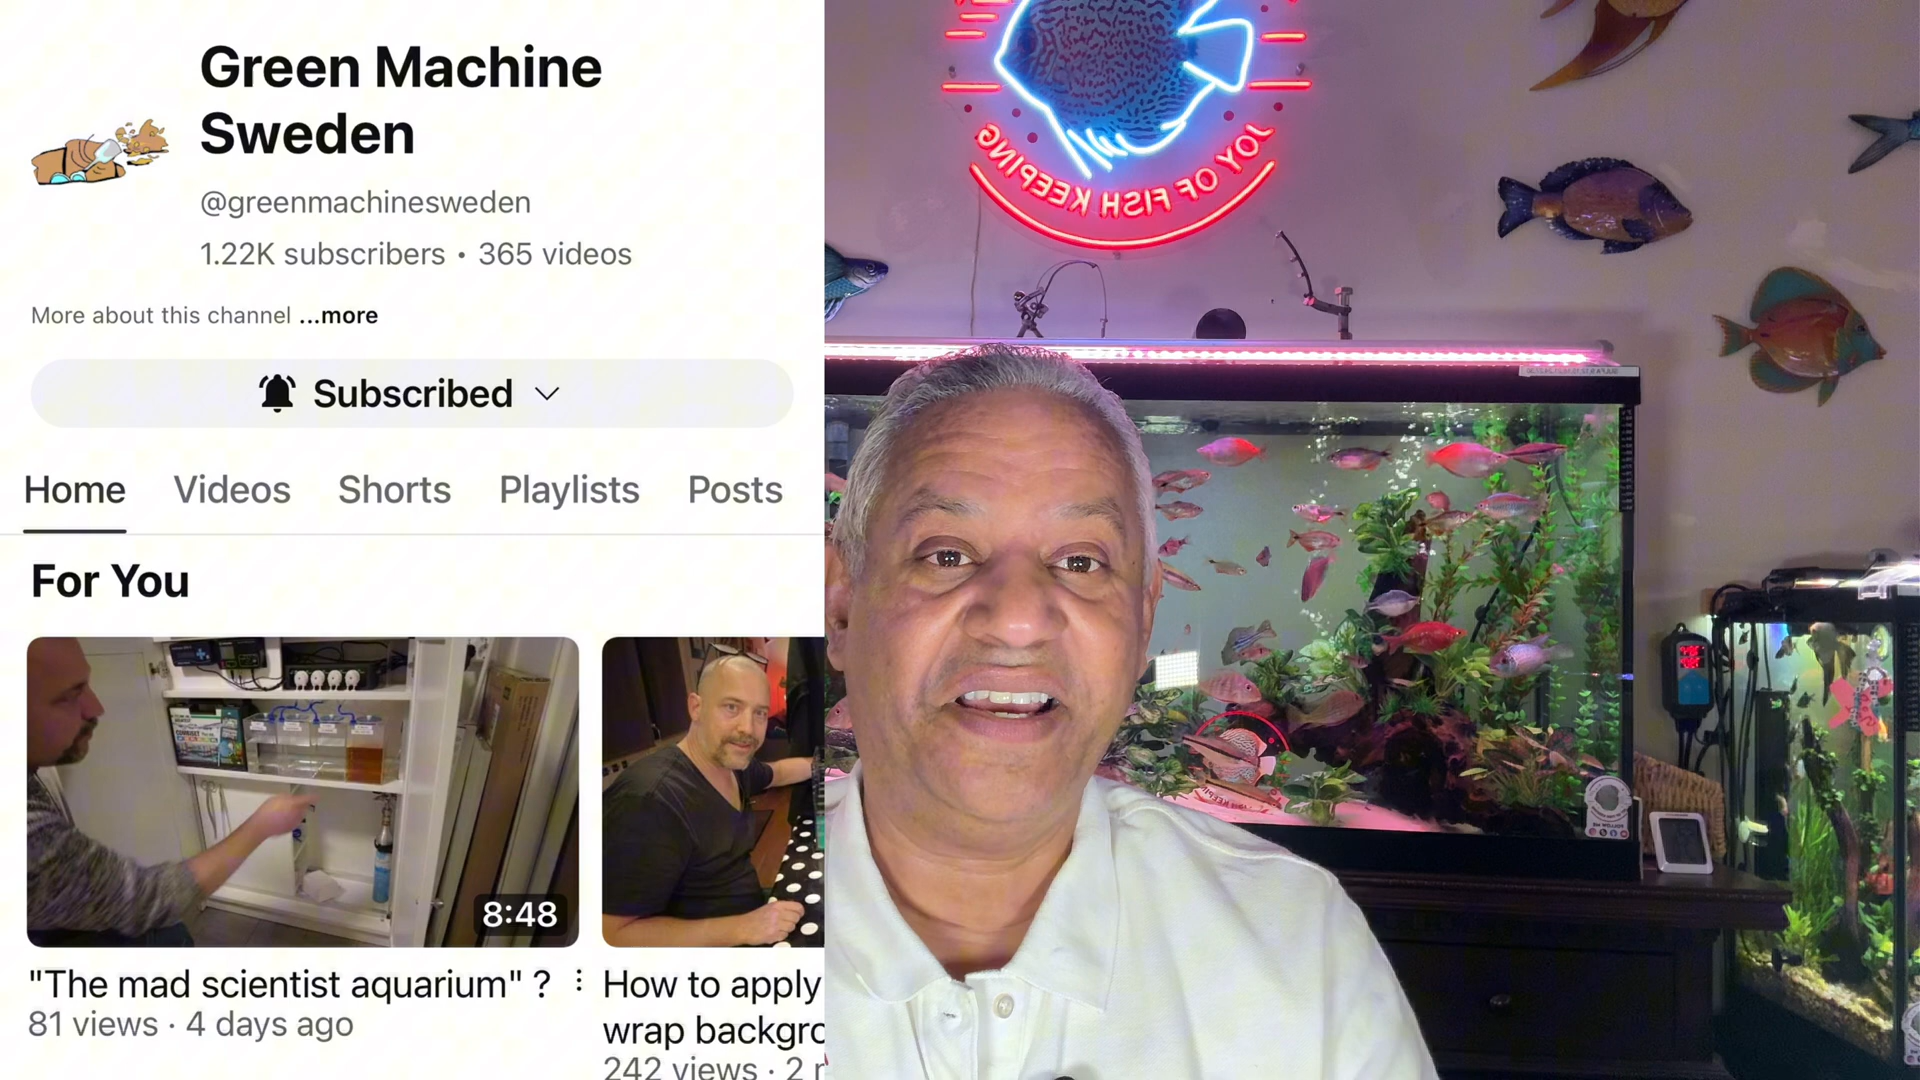 Green Machine
Sweden
@greenmachinesweden
1.22K subscribers • 365 videos
More about this channel ...more
Subscribed
Home Videos Shorts Playlists Posts
For You
8:48
"The mad scientist aquarium" ?
81 views · 4 days ago
How to apply
wrap backgro
242 views · 2
JOY OF FISH KEEPING